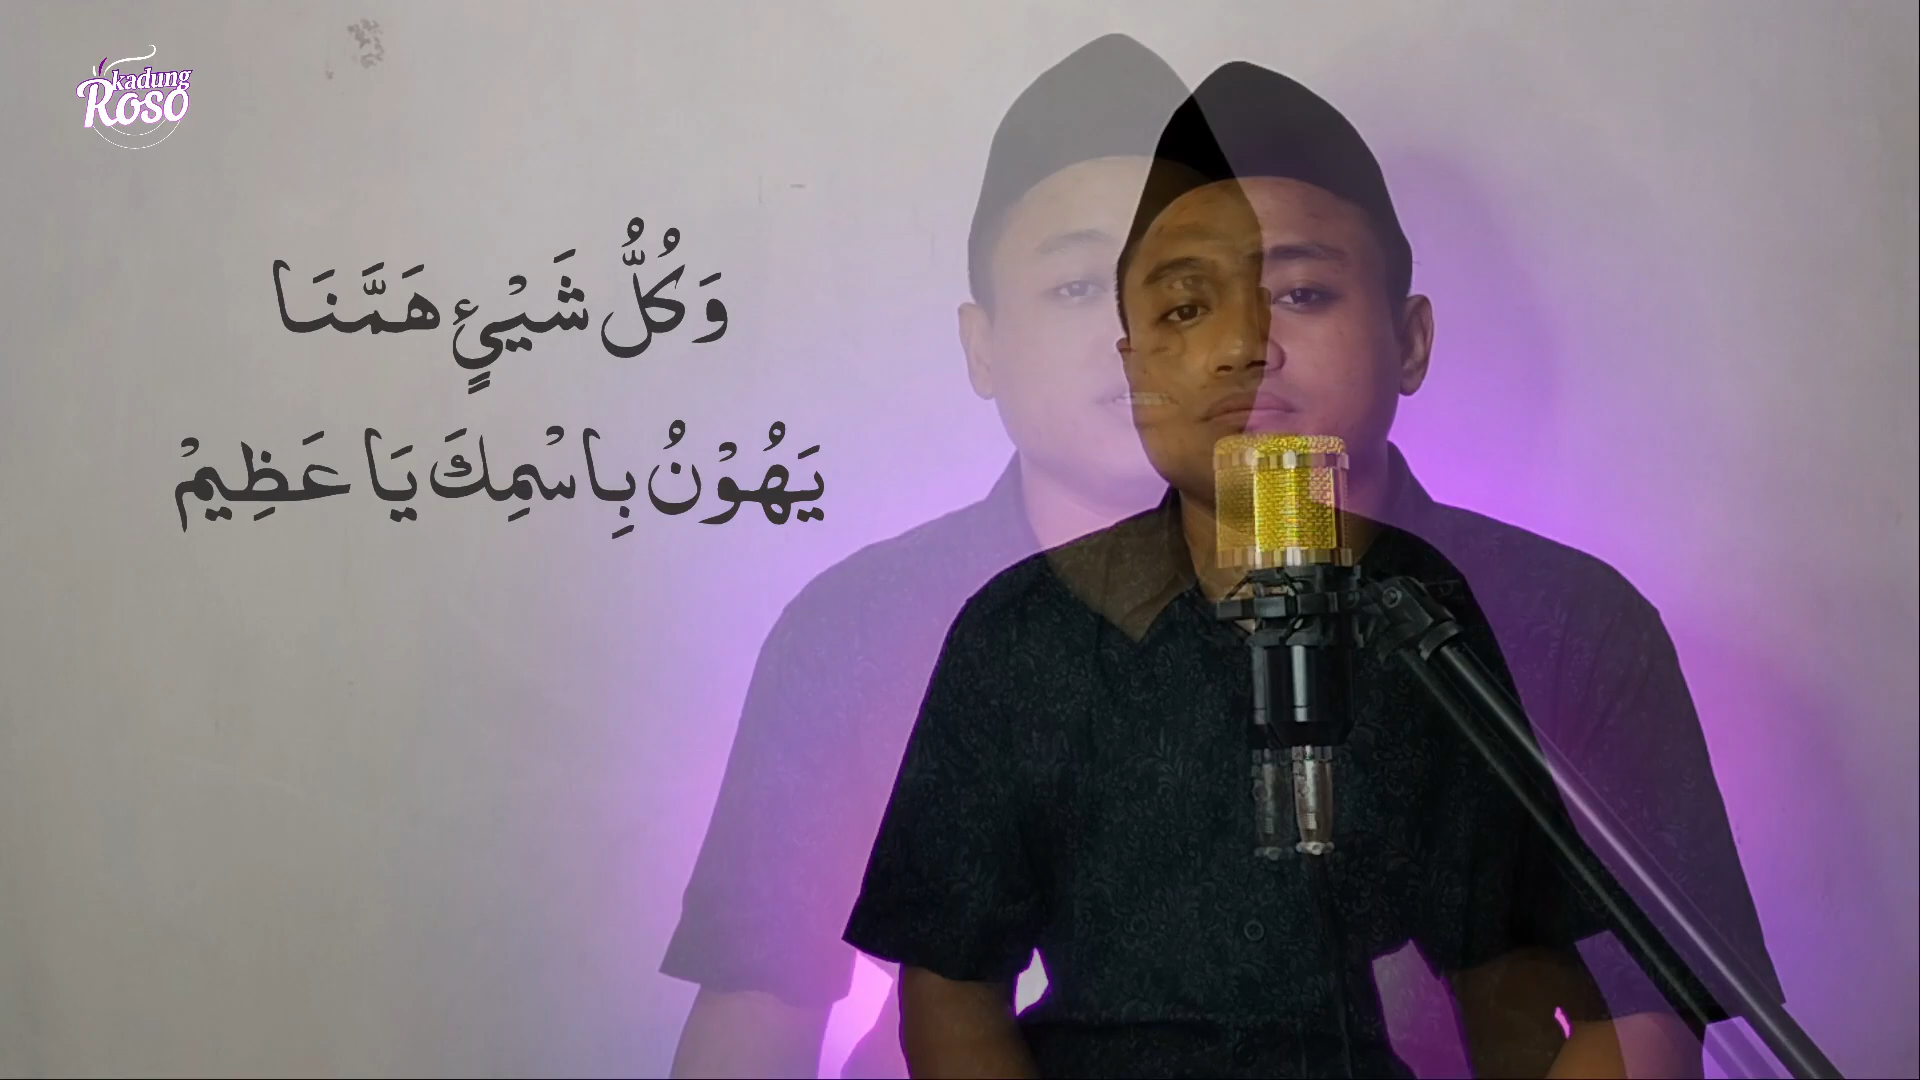 kadung
Roso
وَكُلُّ شَيْئٍ هَمَّنَا
يَهُوْنُ بِاسْمِكَ يَا عَظِيمْ